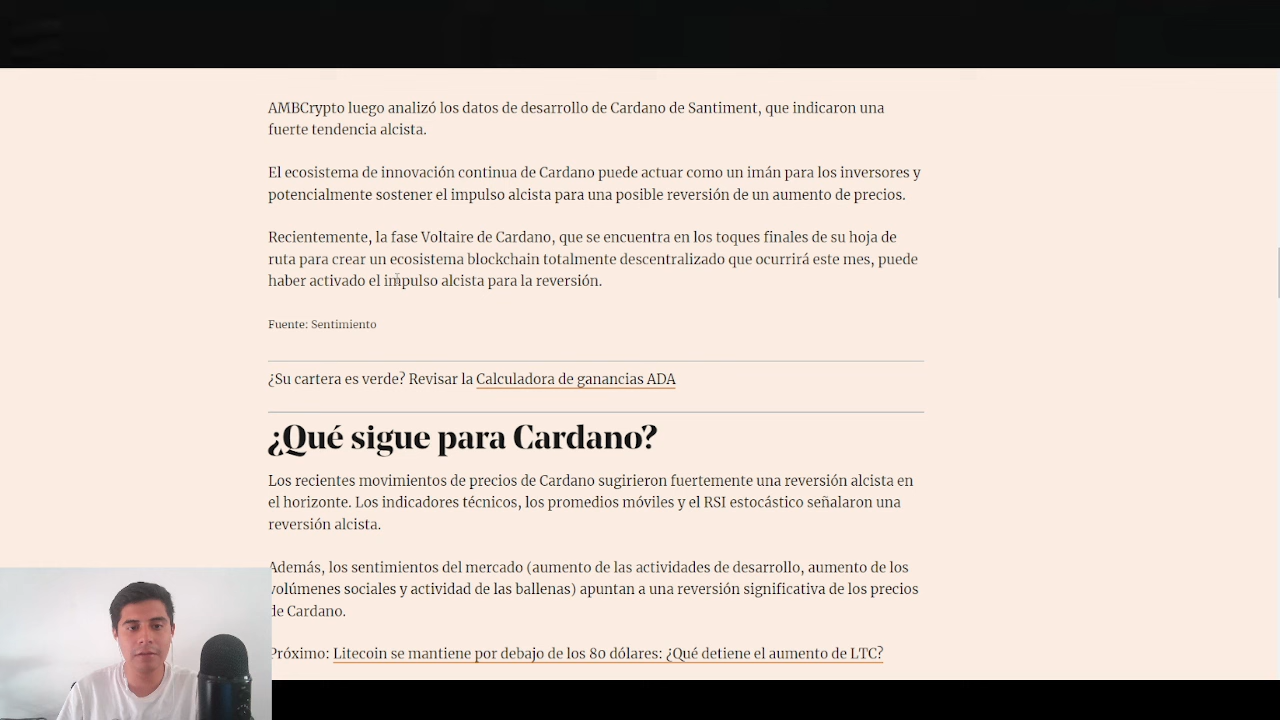 AMBCrypto luego analizó los datos de desarrollo de Cardano de Santiment, que indicaron una
fuerte tendencia alcista.
El ecosistema de innovación continua de Cardano puede actuar como un imán para los inversores y
potencialmente sostener el impulso alcista para una posible reversión de un aumento de precios.
Recientemente, la fase Voltaire de Cardano, que se encuentra en los toques finales de su hoja de
ruta para crear un ecosistema blockchain totalmente descentralizado que ocurrirá este mes, puede
haber activado el impulso alcista para la reversión.
Fuente: Sentimiento
¿Su cartera es verde? Revisar la Calculadora de ganancias ADA
¿Qué sigue para Cardano?
Los recientes movimientos de precios de Cardano sugirieron fuertemente una reversión alcista en
el horizonte. Los indicadores técnicos, los promedios móviles y el RSI estocástico señalaron una
reversión alcista.
Además, los sentimientos del mercado (aumento de las actividades de desarrollo, aumento de los
volúmenes sociales y actividad de las ballenas) apuntan a una reversión significativa de los precios
de Cardano.
Próximo: Litecoin se mantiene por debajo de los 80 dólares: ¿Qué detiene el aumento de LTC?